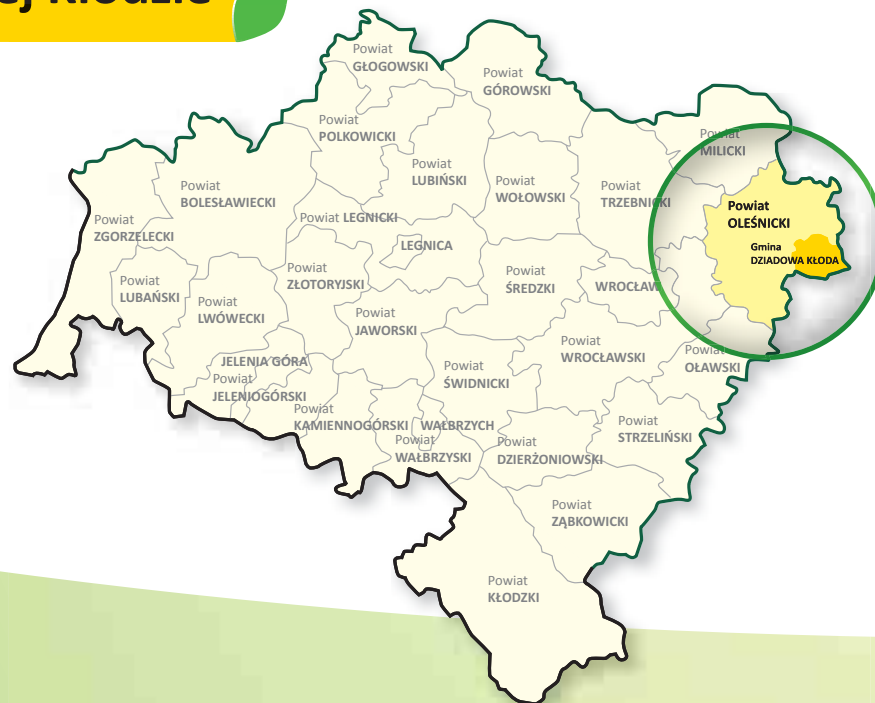 Kłodzie
Powiat
GŁOGOWSKI
Powiat
GÓROWSKI
Powiat
POLKOWICKI
Powiat
MILICKI
Powiat
LUBIŃSKI
Powiat
WOŁOWSKI
Powiat
TRZEBNICKI
Powiat
BOLESŁAWIECKI
Powiat
OLEŚNICKI
Gmina
DZIADOWA KŁODA
Powiat LEGNICKI
Powiat
ZGORZELECKI
LEGNICA
Powiat
ZŁOTORYJSKI
Powiat
ŚREDZKI
WROCŁAW
Powiat
LUBAŃSKI
Powiat
LWÓWECKI
Powiat
JAWORSKI
Powiat
WROCŁAWSKI
Powiat
OŁAWSKI
JELENIA GÓRA
Powiat
JELENIOGÓRSKI
Powiat
ŚWIDNICKI
Powiat
KAMIENNOGÓRSKI
WAŁBRZYCH
Powiat
WAŁBRZYSKI
Powiat
DZIERŻONIOWSKI
Powiat
STRZELIŃSKI
Powiat
ZĄBKOWICKI
Powiat
KŁODZKI